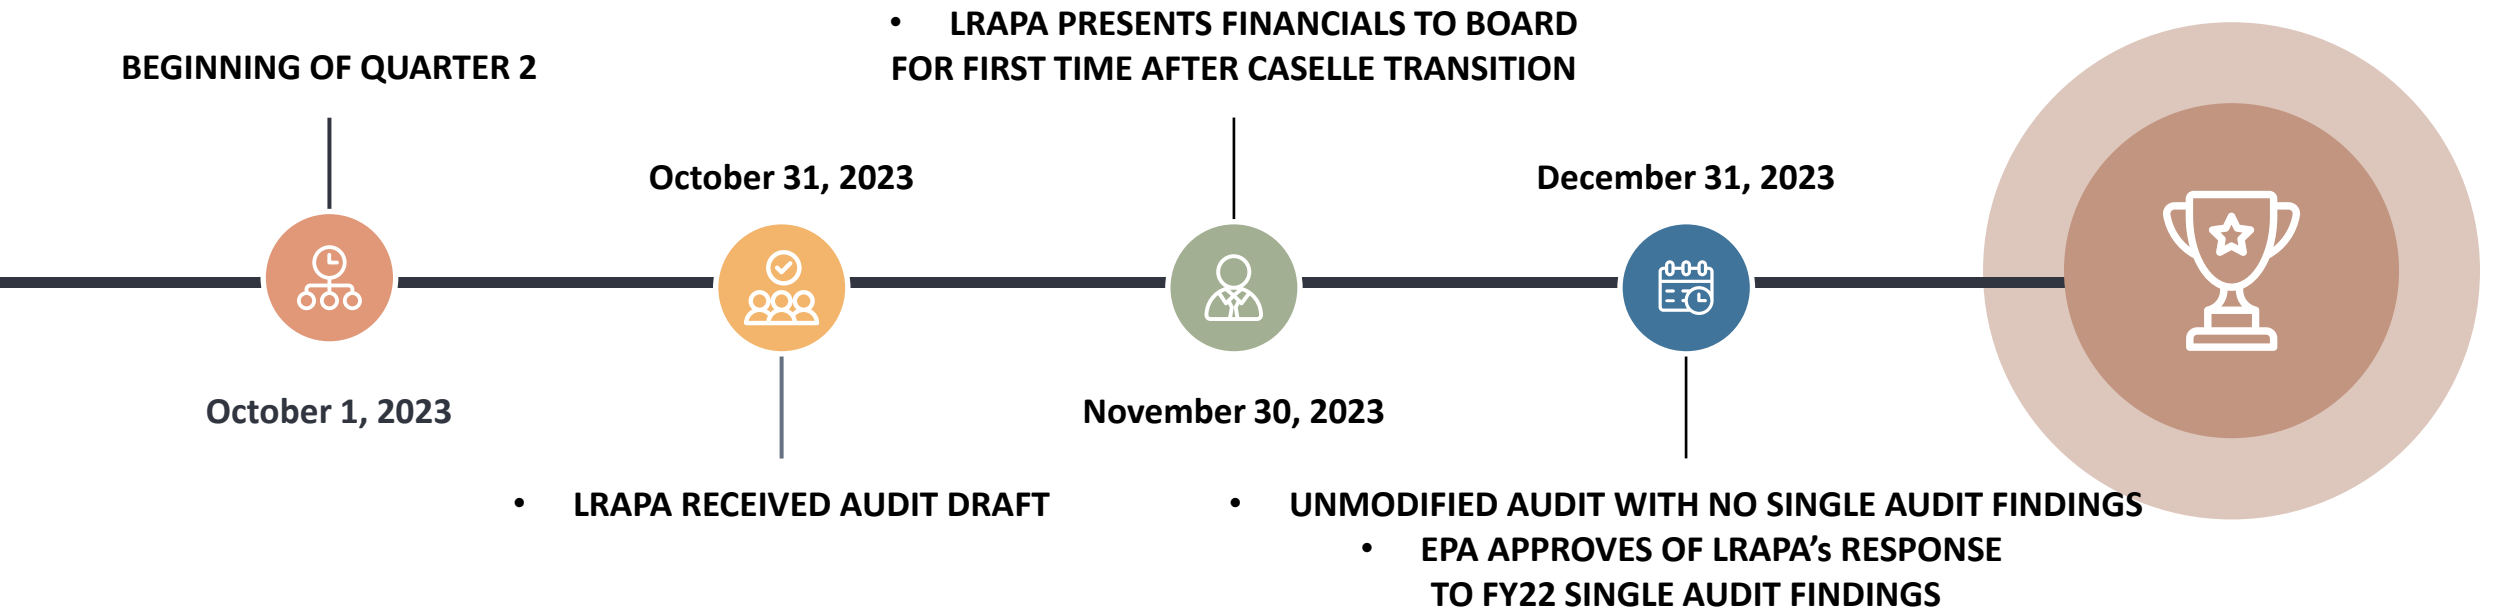 BEGINNING OF QUARTER 2
October 1, 2023
October 31, 2023
• LRAPA RECEIVED AUDIT DRAFT
• LRAPA PRESENTS FINANCIALS TO BOARD
FOR FIRST TIME AFTER CASELLE TRANSITION
November 30, 2023
December 31, 2023
• UNMODIFIED AUDIT WITH NO SINGLE AUDIT FINDINGS
• EPA APPROVES OF LRAPA’s RESPONSE
TO FY22 SINGLE AUDIT FINDINGS